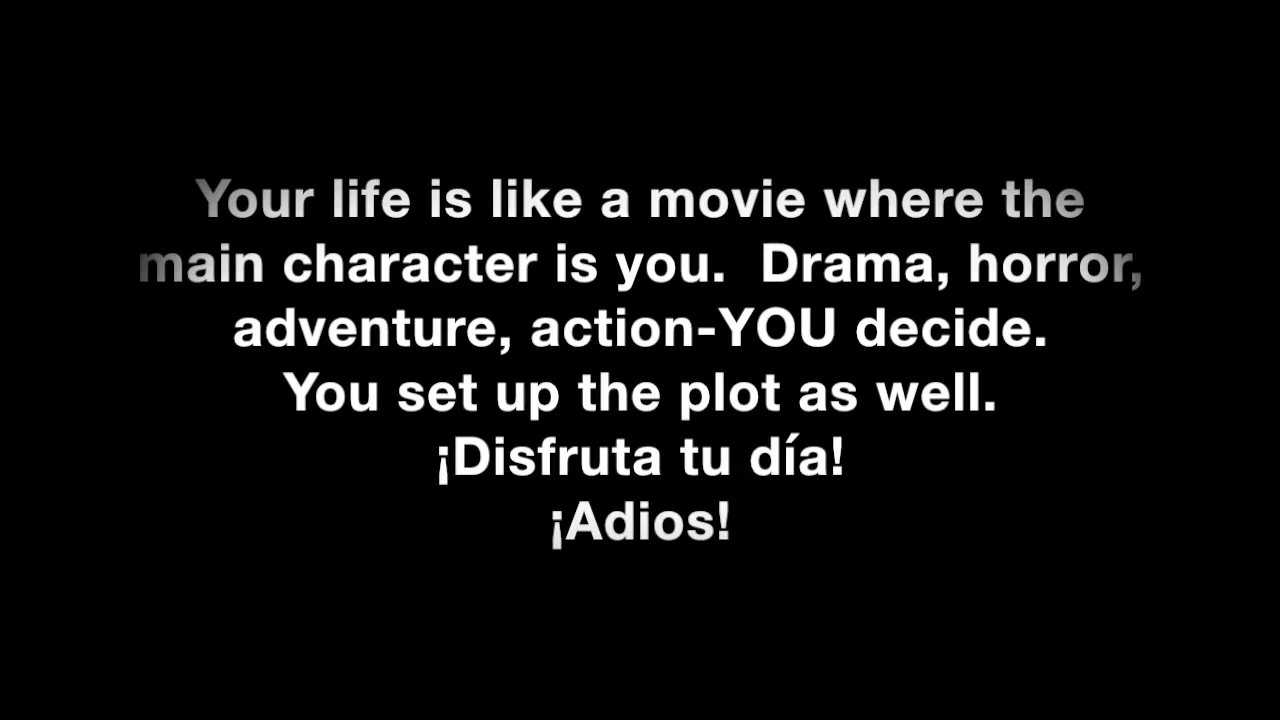 Your life is like a movie where the
main character is you.  Drama, horror,
adventure, action-YOU decide.
You set up the plot as well.
¡Disfruta tu día!
¡Adios!